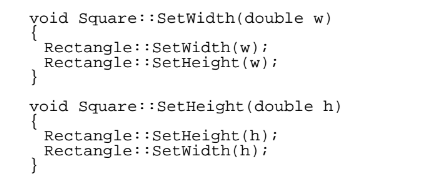 void Square::SetWidth(double w)
{
  Rectangle::SetWidth(w);
  Rectangle::SetHeight(w);
}

void Square::SetHeight(double h)
{
  Rectangle::SetHeight(h);
  Rectangle::SetWidth(h);
}